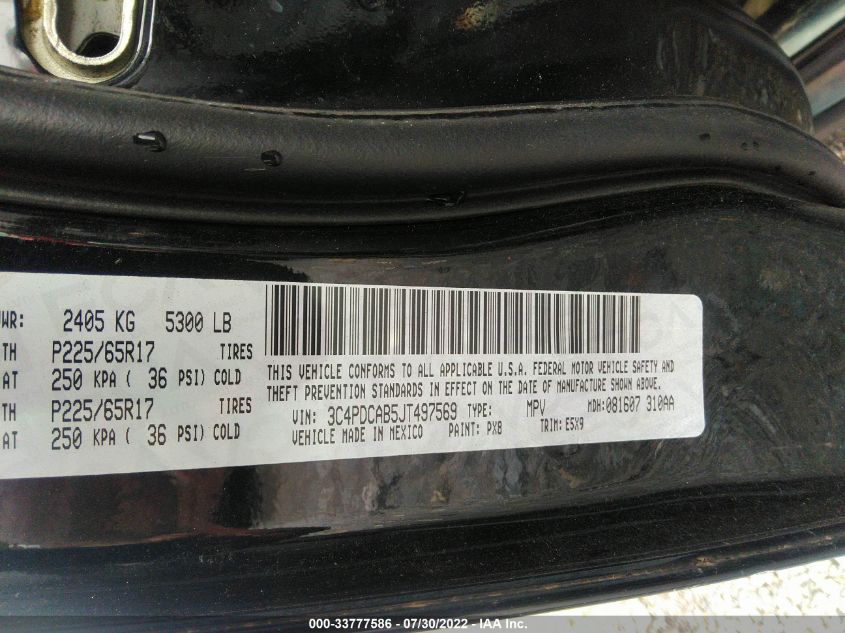 WR: 2405 KG 5300 LB
TH P225/65R17 TIRES
AT 250 KPA ( 36 PSI) COLD
TH P225/65R17 TIRES
AT 250 KPA ( 36 PSI) COLD
THIS VEHICLE CONFORMS TO ALL APPLICABLE U.S.A. FEDERAL MOTOR VEHICLE SAFETY AND
THEFT PREVENTION STANDARDS IN EFFECT ON THE DATE OF MANUFACTURE SHOWN ABOVE.
VIN: 3C4PDCAB5JT497569 TYPE: MPV MDH: 081607 310AA
VEHICLE MADE IN MEXICO PAINT: PX8 TRIM: E5X9
000-33777586 - 07/30/2022 - IAA Inc.